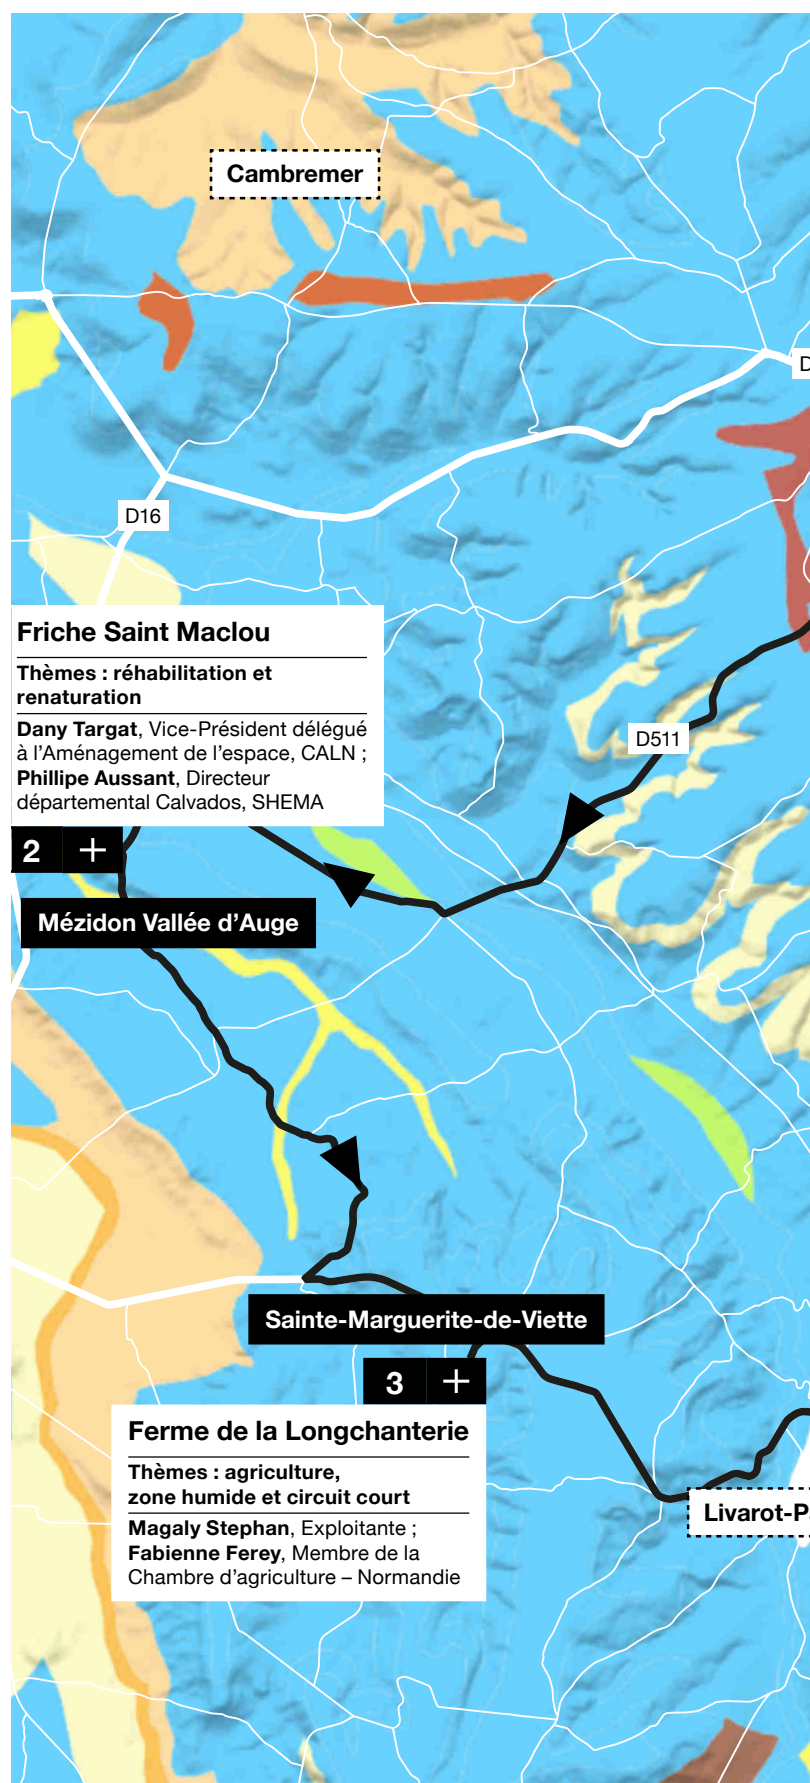 Cambremer
D
D16
Friche Saint Maclou
Thèmes : réhabilitation et
renaturation
Dany Targat, Vice-Président délégué
à l'Aménagement de l'espace, CALN ;
Phillipe Aussant, Directeur
départemental Calvados, SHEMA
D511
2 +
Mézidon Vallée d'Auge
Sainte-Marguerite-de-Viette
3 +
Ferme de la Longchanterie
Thèmes : agriculture,
zone humide et circuit court
Magaly Stephan, Exploitante ;
Fabienne Ferey, Membre de la
Chambre d'agriculture – Normandie
Livarot-P